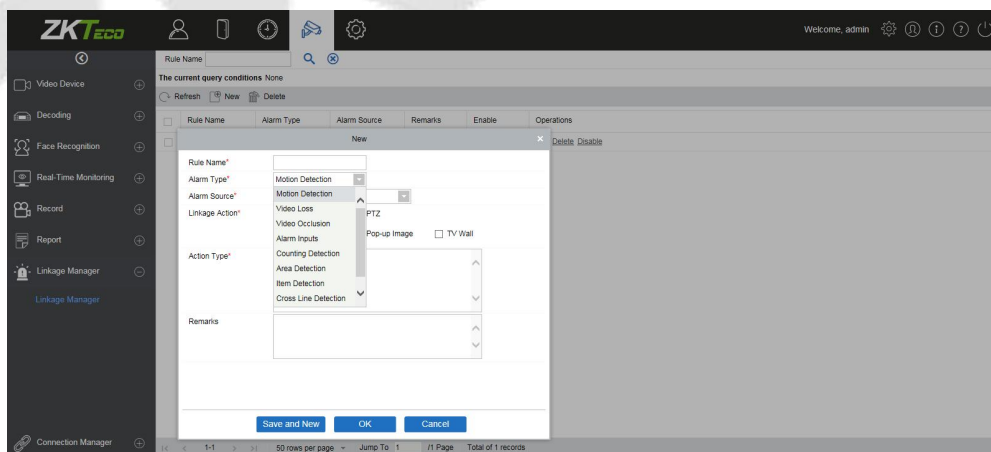 ZKTeco
Welcome, admin
Rule Name
The current query conditions None
Refresh New Delete
Rule Name Alarm Type Alarm Source Remarks Enable Operations
Delete Disable
Video Device
Decoding
Face Recognition
Real-Time Monitoring
Record
Report
Linkage Manager
Linkage Manager
Connection Manager
New
Rule Name*
Alarm Type* Motion Detection
Alarm Source*
Linkage Action*
Motion Detection
Video Loss
Video Occlusion
Alarm Inputs
Counting Detection
Area Detection
Item Detection
Cross Line Detection
PTZ
Pop-up Image TV Wall
Action Type*
Remarks
Save and New OK Cancel
1-1 50 rows per page Jump To 1 /1 Page Total of 1 records